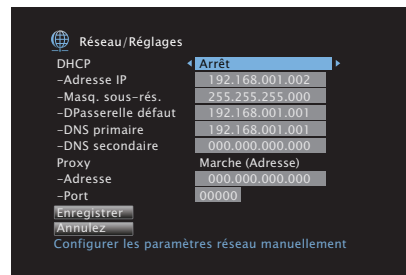 Réseau/Réglages
DHCP Arrêt
-Adresse IP 192.168.001.002
-Masq. sous-rés. 255.255.255.000
-DPasserelle défaut 192.168.001.001
-DNS primaire 192.168.001.001
-DNS secondaire 000.000.000.000
Proxy Marche (Adresse)
-Adresse 000.000.000.000
-Port 00000
Enregistrer
Annulez
Configurer les paramètres réseau manuellement